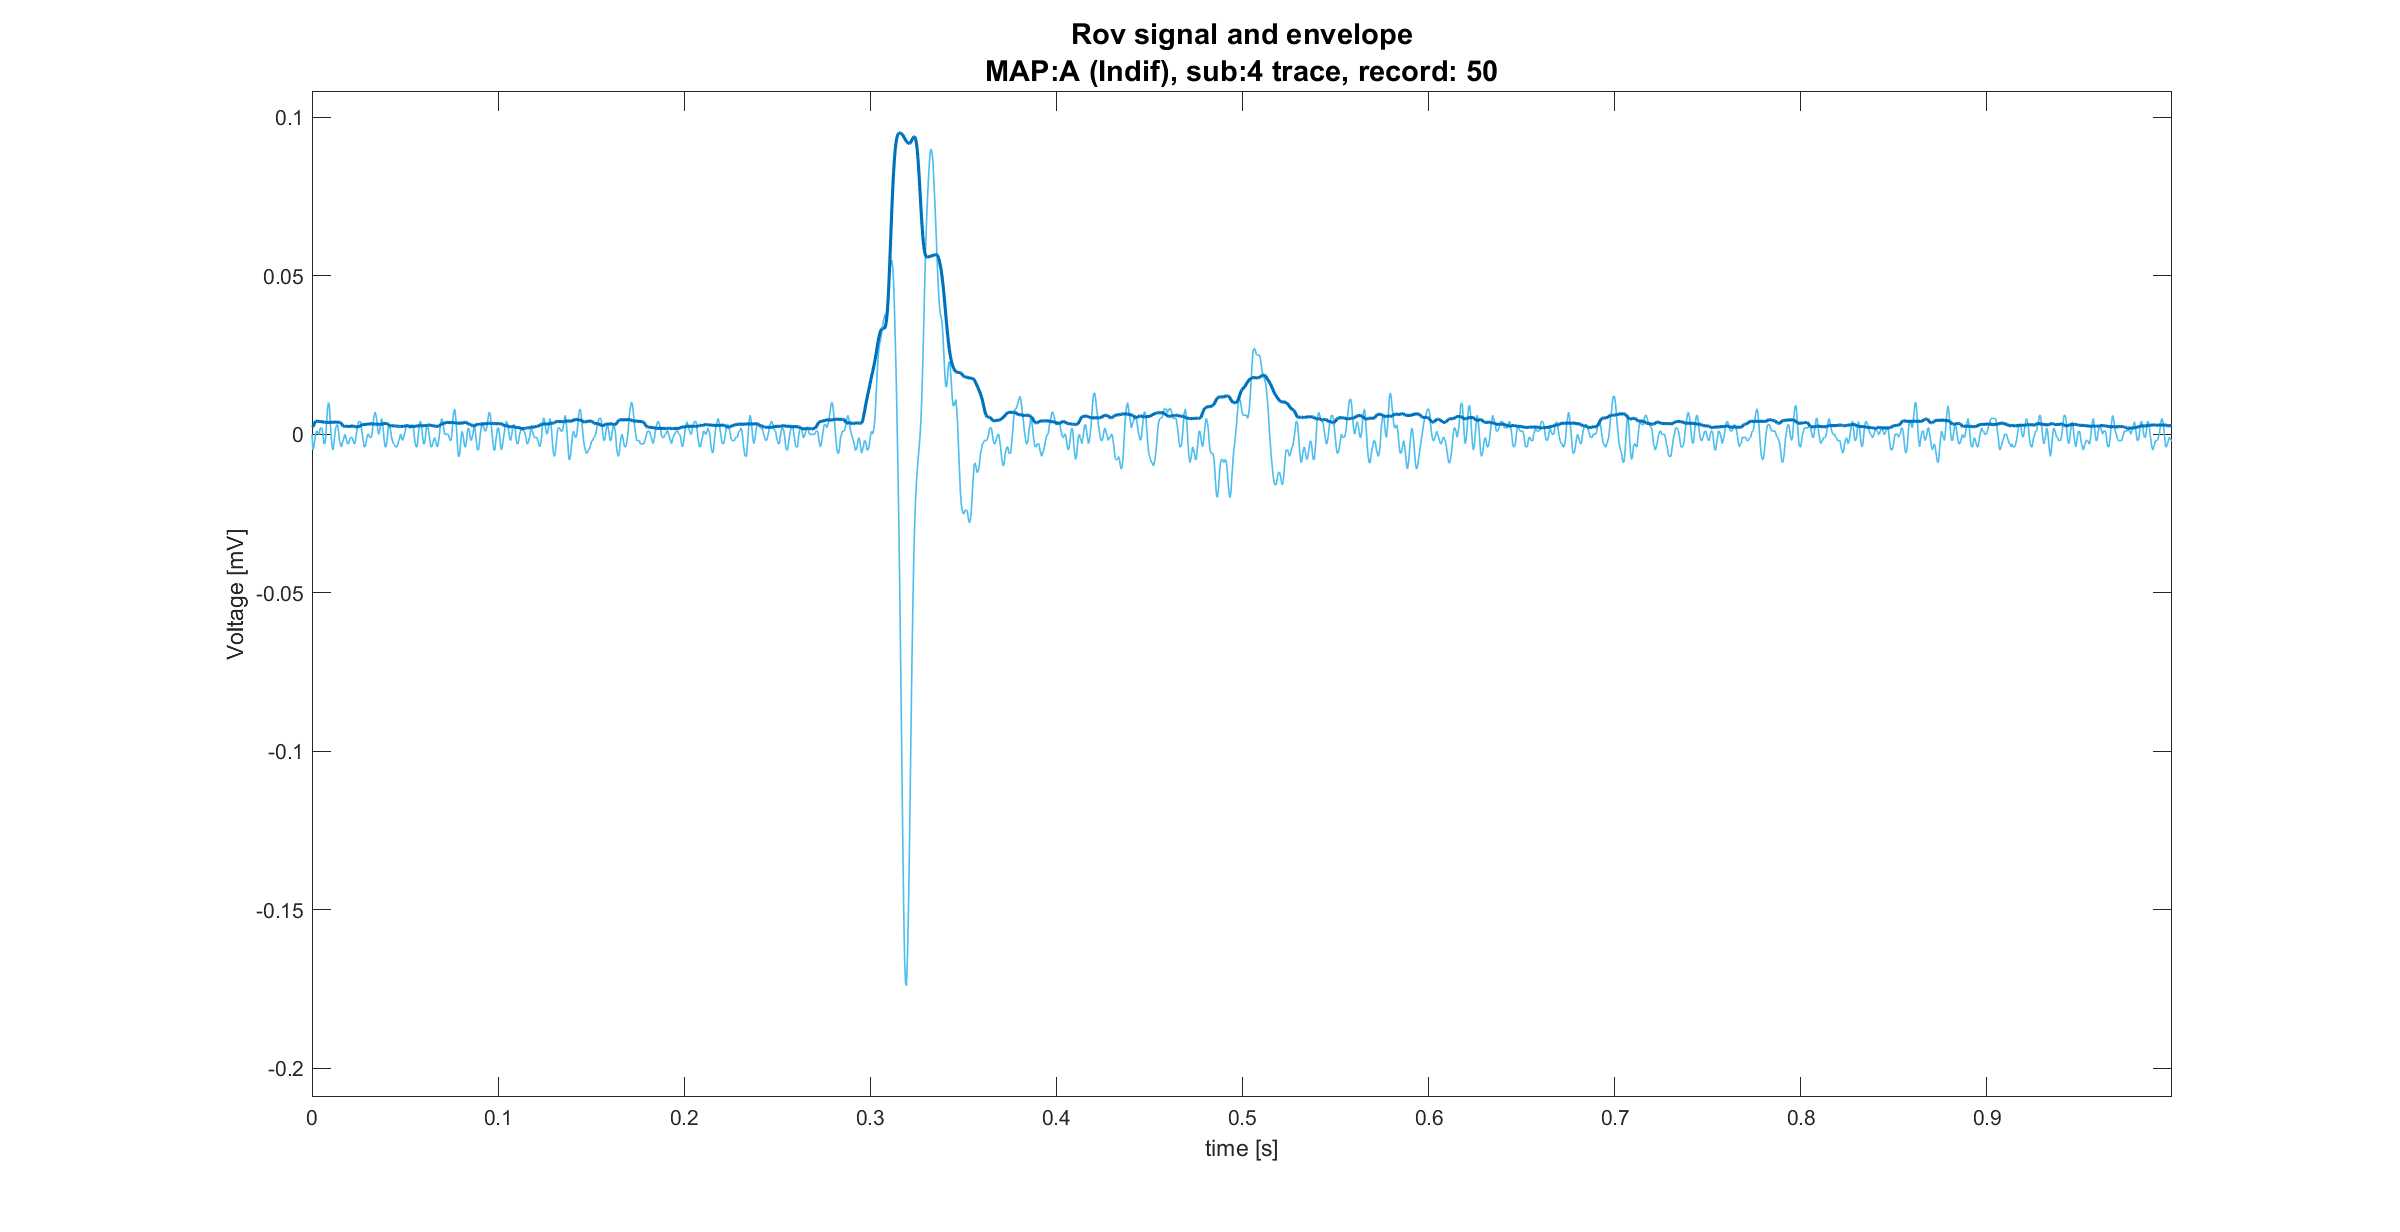 Rov signal and envelope
MAP:A (Indif), sub:4 trace, record: 50
0.1
0.05
0
-0.05
-0.1
-0.15
-0.2
Voltage [mV]
0 0.1 0.2 0.3 0.4 0.5 0.6 0.7 0.8 0.9
time [s]